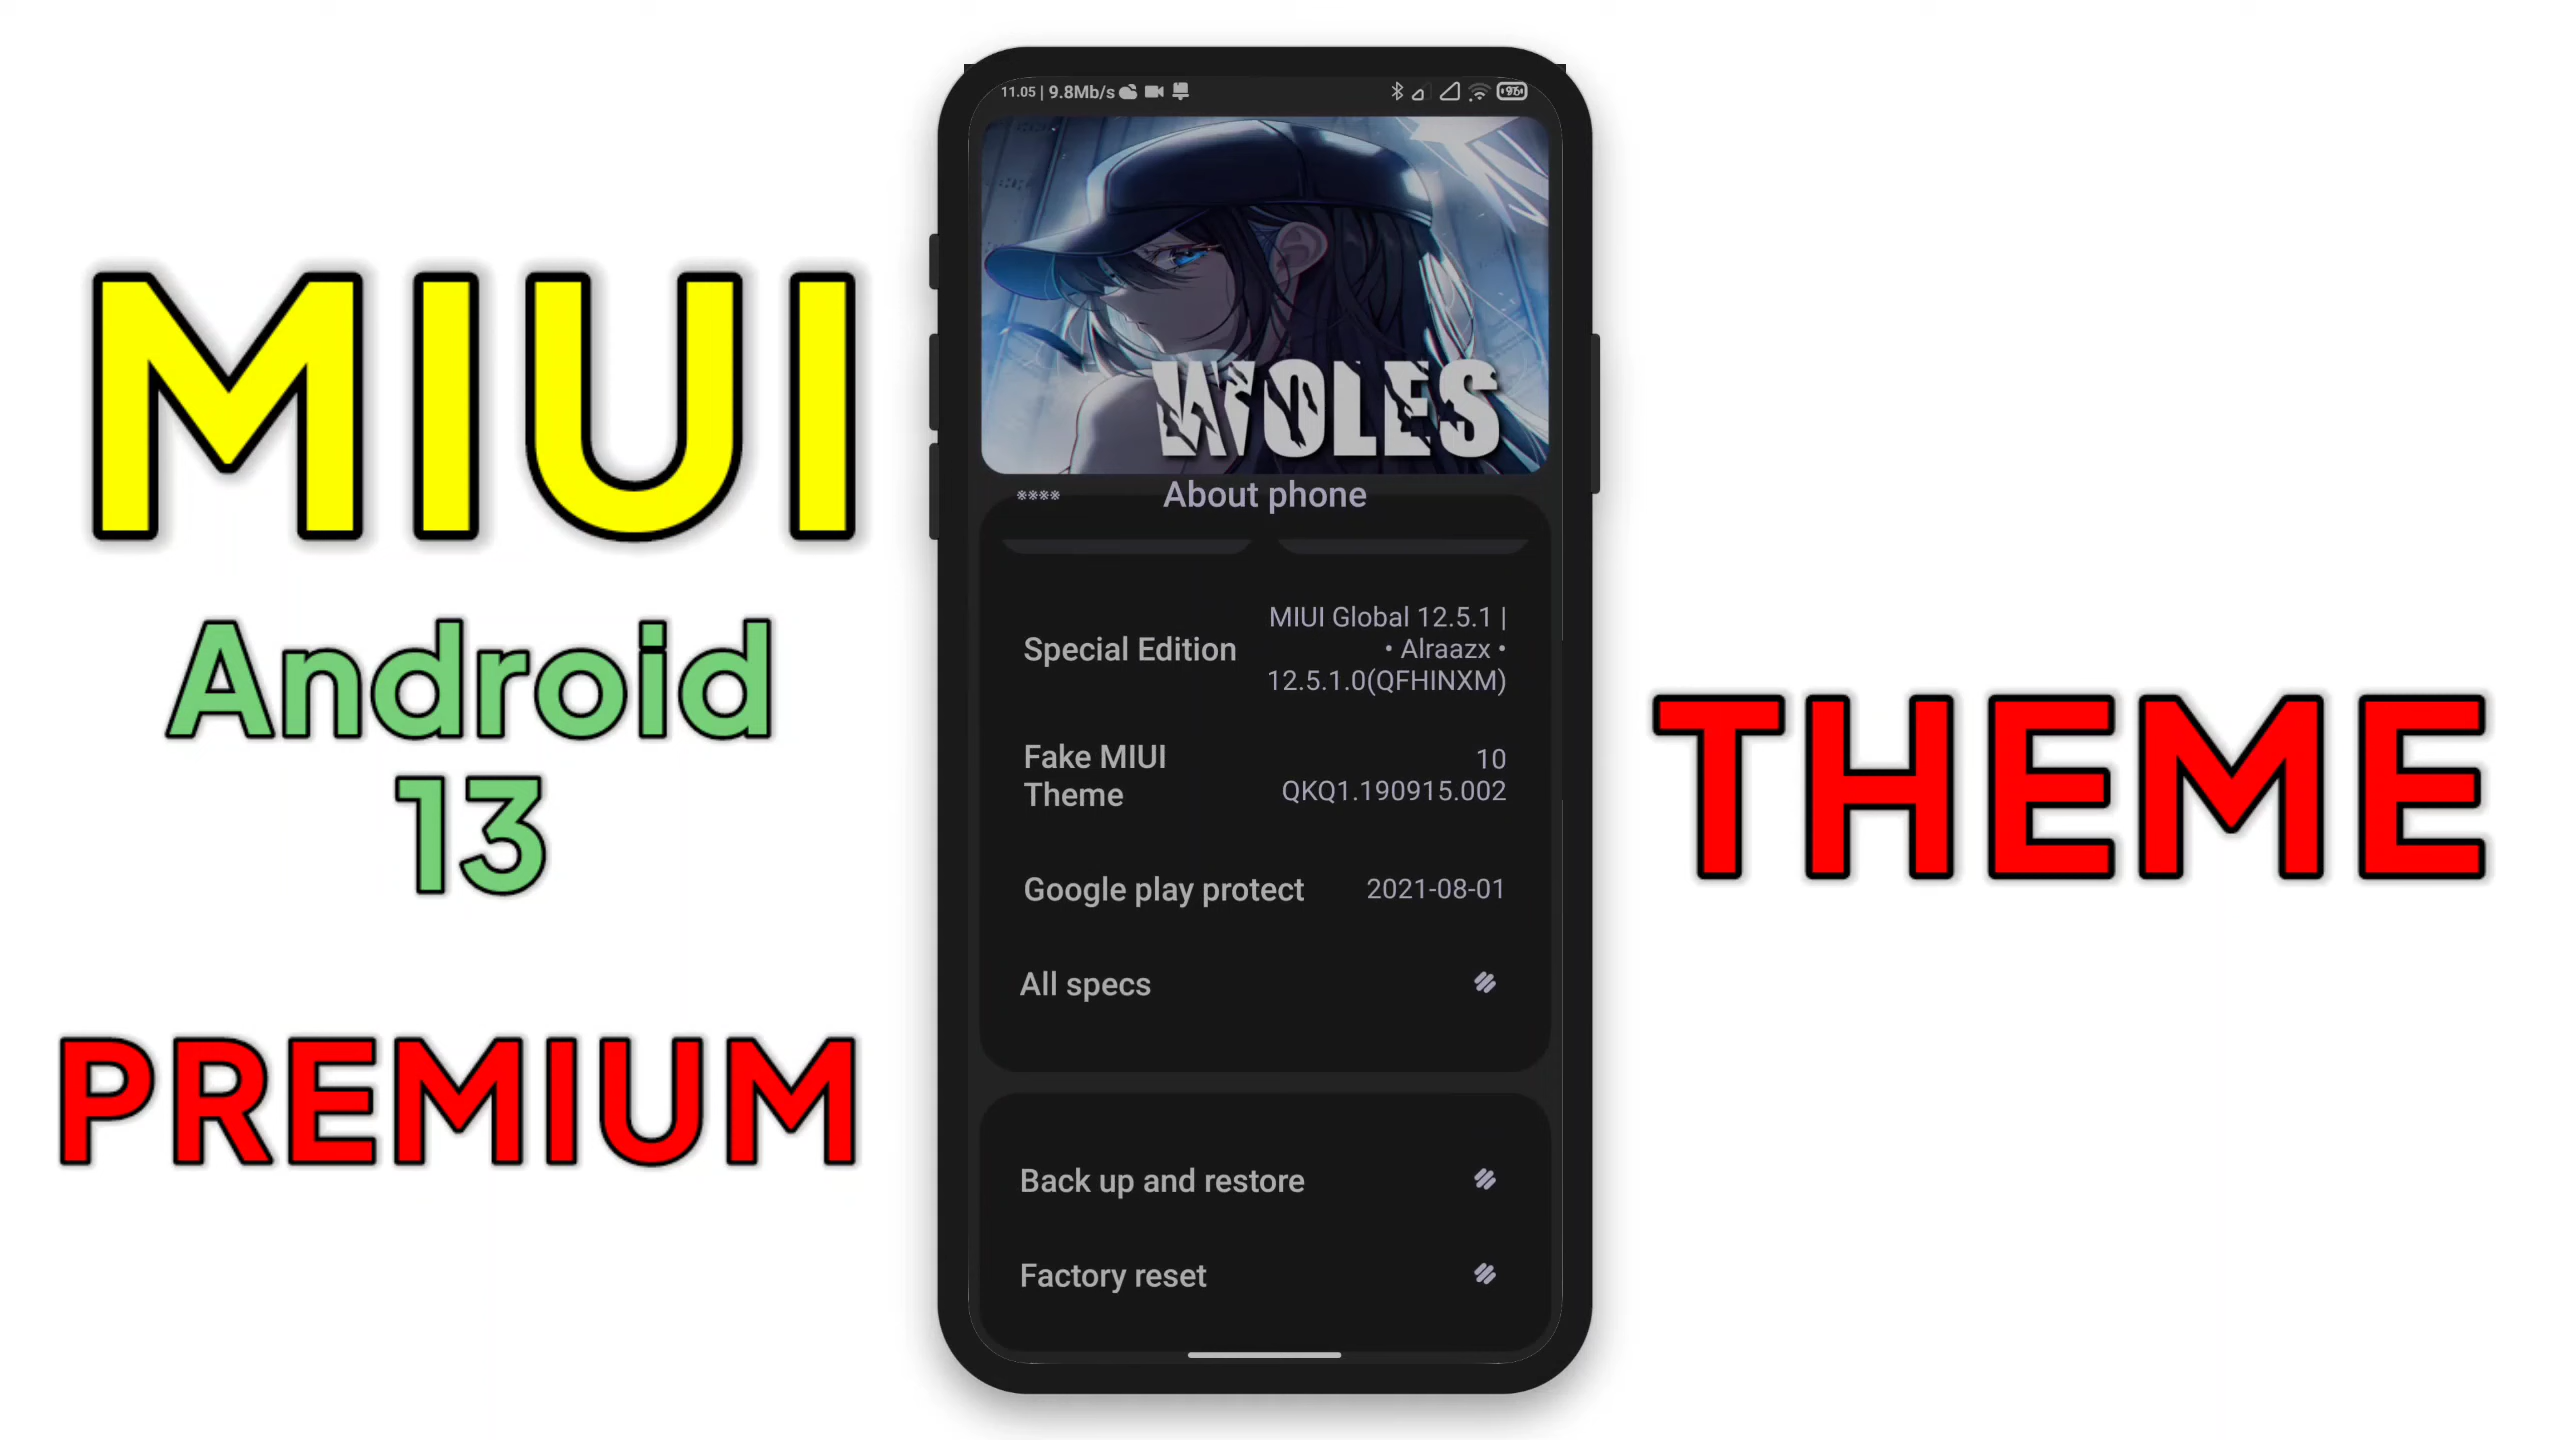 MIUI
Android
13
PREMIUM
THEME
11.05 | 9.8Mb/s
WOLES
**** About phone
Special Edition
MIUI Global 12.5.1 |
• Alraazx •
12.5.1.0(QFHINXM)
Fake MIUI
Theme
10
QKQ1.190915.002
Google play protect 2021-08-01
All specs
Back up and restore
Factory reset